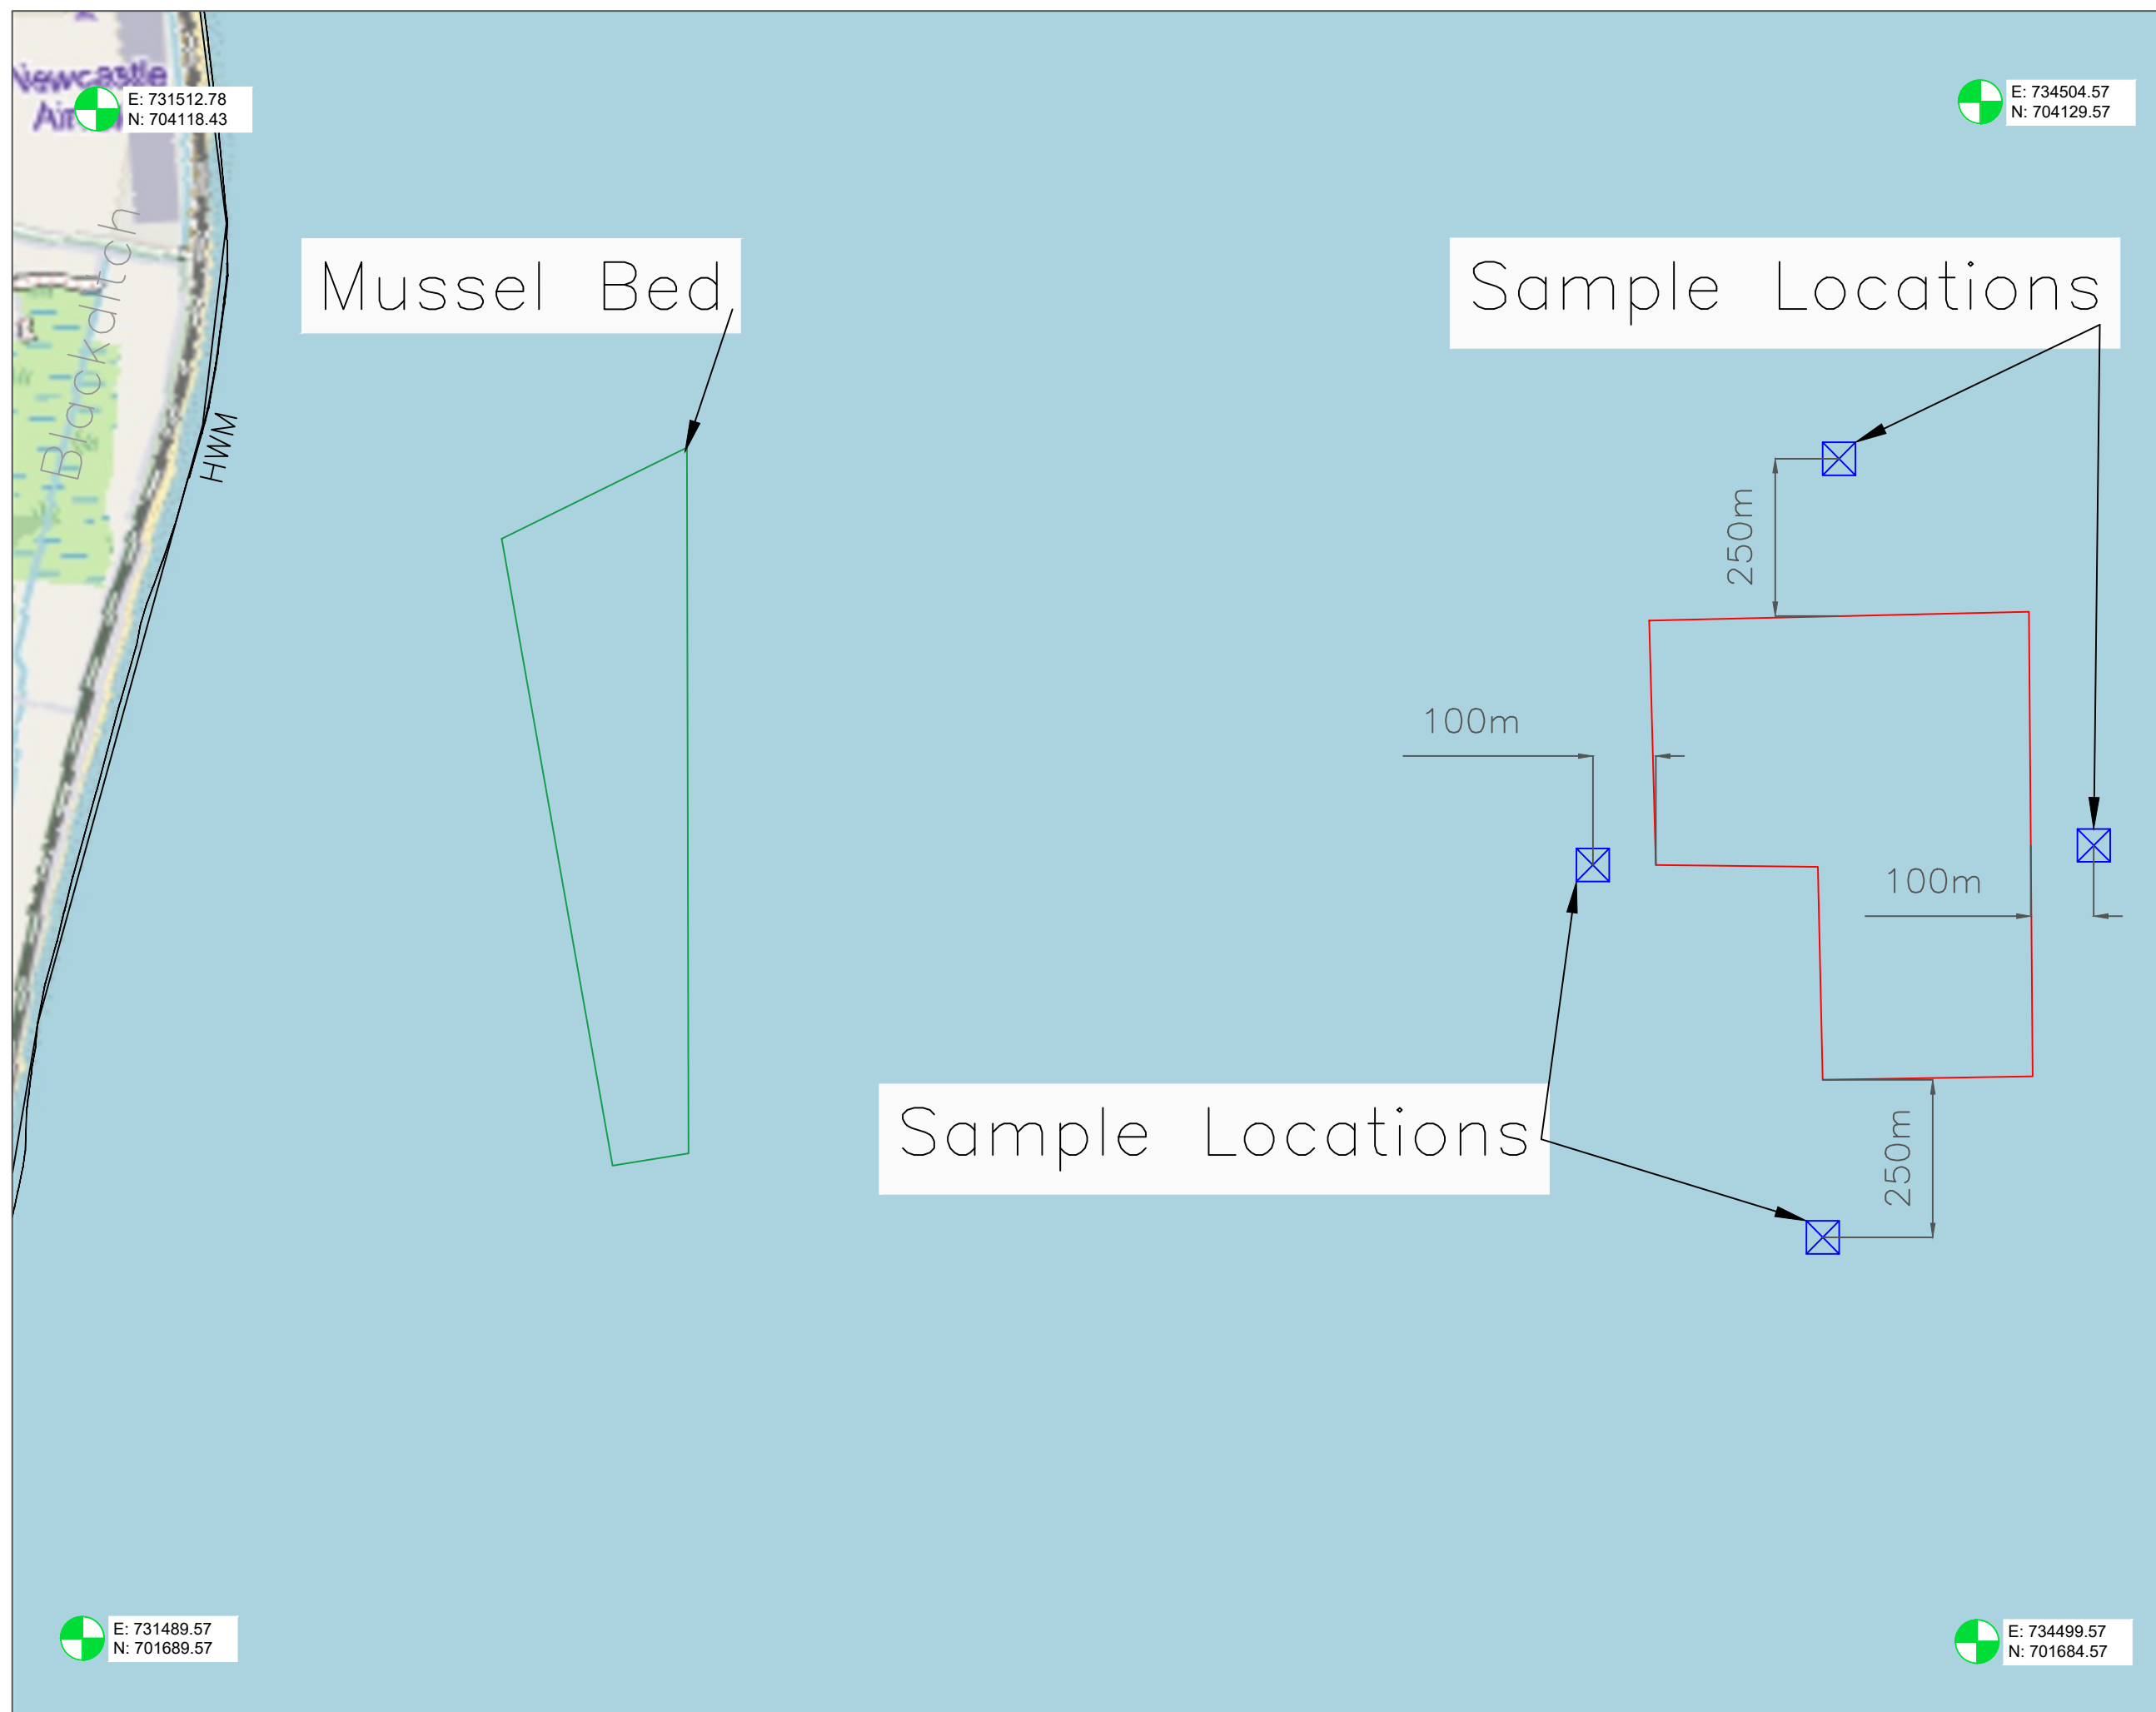 Newcastle
E: 731512.78
N: 704118.43
E: 734504.57
N: 704129.57
Blackditch
HWM
Mussel Bed
Sample Locations
250m
100m
100m
Sample Locations
250m
E: 731489.57
N: 701689.57
E: 734499.57
N: 701684.57